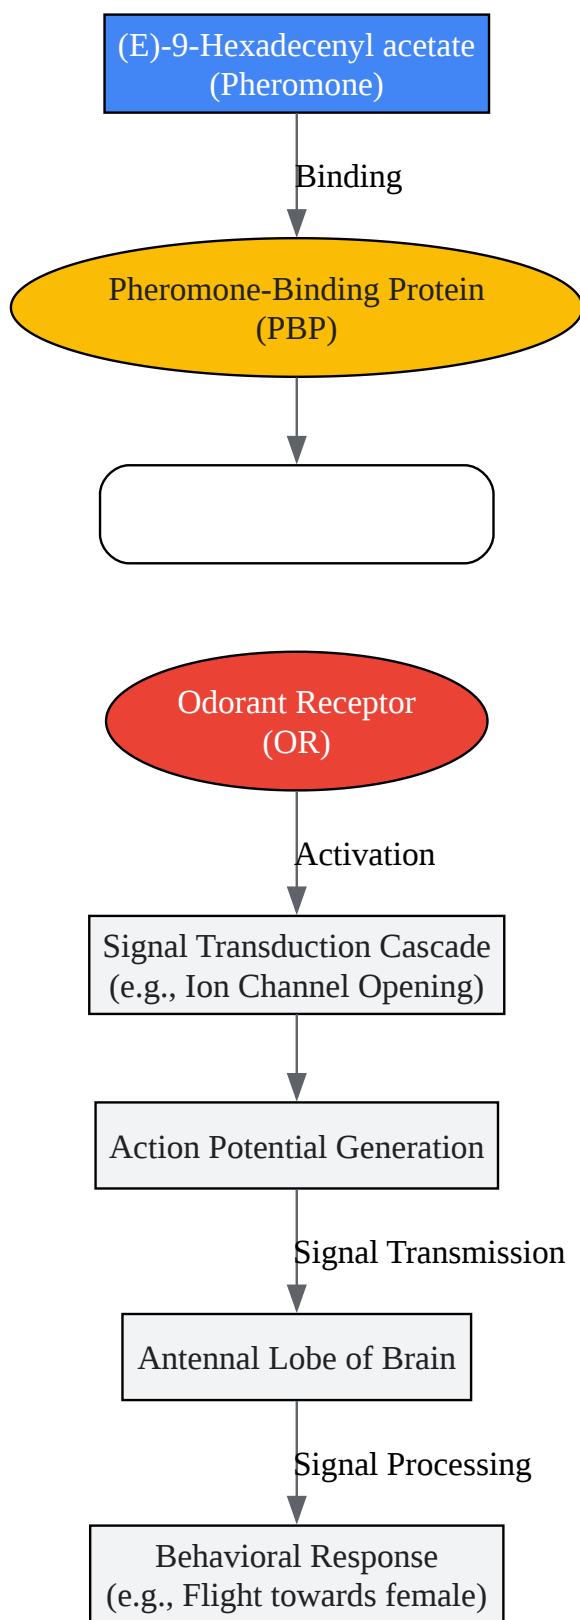 (E)-9-Hexadecenyl acetate
(Pheromone)
Binding
Pheromone-Binding Protein
(PBP)
Odorant Receptor
(OR)
Activation
Signal Transduction Cascade
(e.g., Ion Channel Opening)
Action Potential Generation
Signal Transmission
Antennal Lobe of Brain
Signal Processing
Behavioral Response
(e.g., Flight towards female)